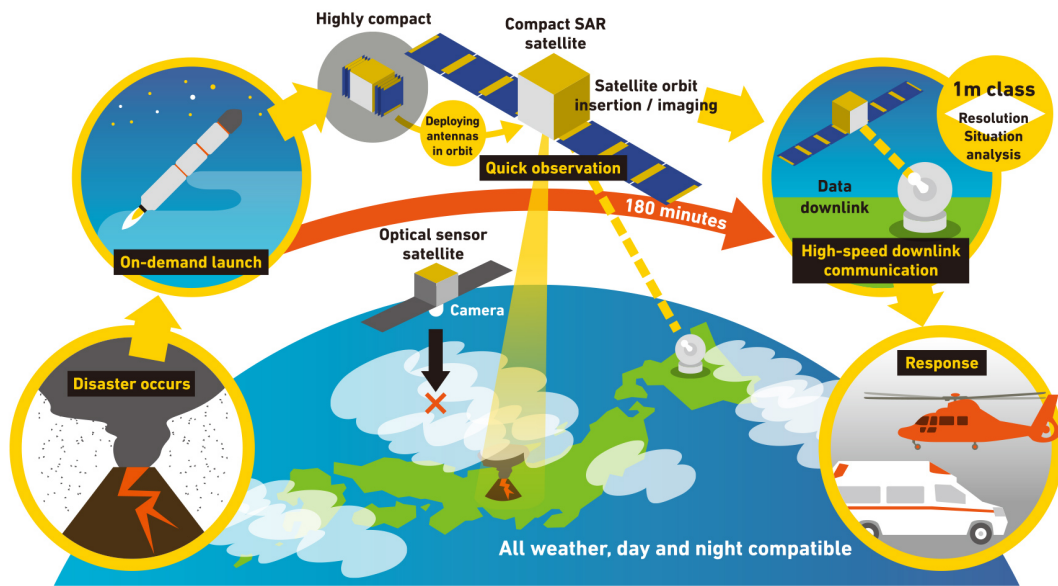 Highly compact
Compact SAR
satellite
Satellite orbit
insertion / imaging
1m class
Resolution
Situation
analysis
Deploying
antennas
in orbit
Quick observation
180 minutes
Data
downlink
On-demand launch
Optical sensor
satellite
High-speed downlink
communication
Camera
Disaster occurs
Response
All weather, day and night compatible